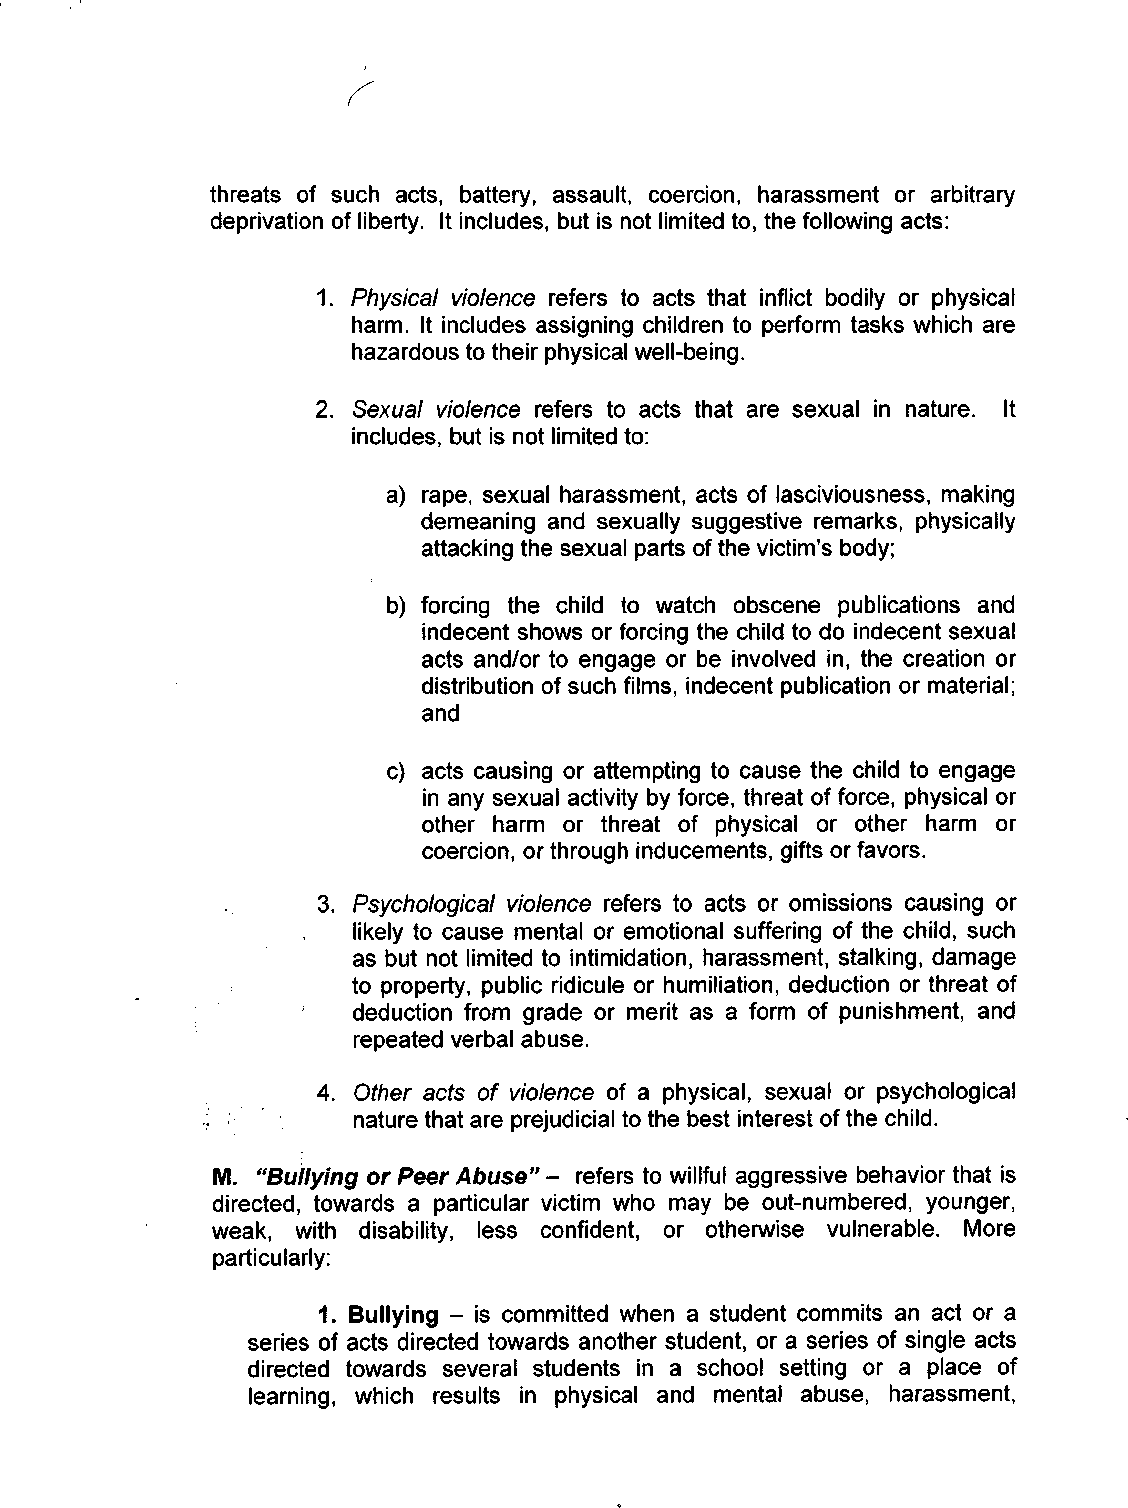 threats of such acts, battery, assault, coercion, harassment or arbitrary
deprivation of liberty. It includes, but is not limited to, the following acts:
1. Physical violence refers to acts that inflict bodily or physical
harm. It includes assigning children to perform tasks which are
hazardous to their physical well-being.
2. Sexual violence refers to acts that are sexual in nature. It
includes, but is not limited to:
a) rape, sexual harassment, acts of lasciviousness, making
demeaning and sexually suggestive remarks, physically
attacking the sexual parts of the victim's body;
b) forcing the child to watch obscene publications and
indecent shows or forcing the child to do indecent sexual
acts and/or to engage or be involved in, the creation or
distribution of such films, indecent publication or material;
and
c) acts causing or attempting to cause the child to engage
in any sexual activity by force, threat of force, physical or
other harm or threat of physical or other harm or
coercion, or through inducements, gifts or favors.
3. Psychological violence refers to acts or omissions causing or
likely to cause mental or emotional suffering of the child, such
as but not limited to intimidation, harassment, stalking, damage
to property, public ridicule or humiliation, deduction or threat of
deduction from grade or merit as a form of punishment, and
repeated verbal abuse.
4. Other acts of violence of a physical, sexual or psychological
nature that are prejudicial to the best interest of the child.
M. "Bullying or Peer Abuse" – refers to willful aggressive behavior that is
directed, towards a particular victim who may be out-numbered, younger,
weak, with disability, less confident, or otherwise vulnerable. More
particularly:
1. Bullying – is committed when a student commits an act or a
series of acts directed towards another student, or a series of single acts
directed towards several students in a school setting or a place of
learning, which results in physical and mental abuse, harassment,